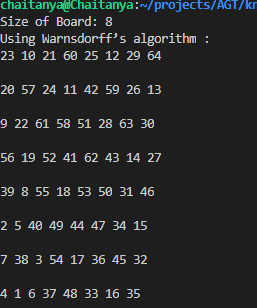 chaitanya@Chaitanya:~/projects/AGT/kr
Size of Board: 8
Using Warnsdorff's algorithm :
23 10 21 60 25 12 29 64
20 57 24 11 42 59 26 13
9 22 61 58 51 28 63 30
56 19 52 41 62 43 14 27
39 8 55 18 53 50 31 46
2 5 40 49 44 47 34 15
7 38 3 54 17 36 45 32
4 1 6 37 48 33 16 35